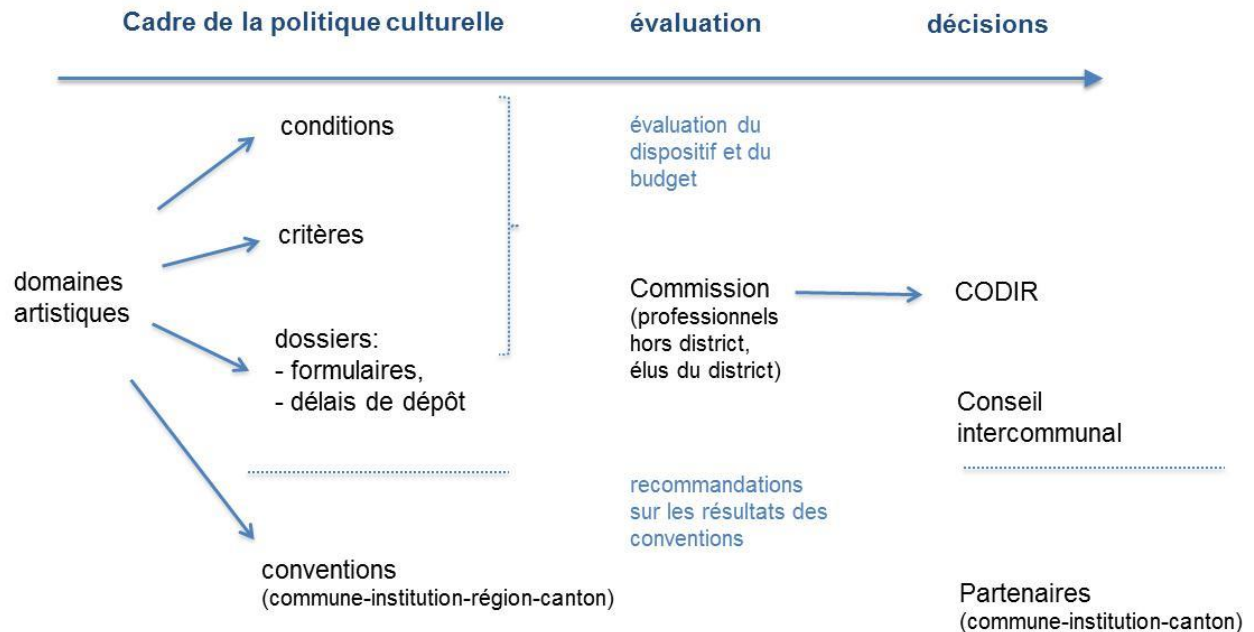 Cadre de la politique culturelle
évaluation
décisions
domaines
artistiques
conditions
critères
dossiers:
- formulaires,
- délais de dépôt
conventions
(commune-institution-région-canton)
évaluation du
dispositif et du
budget
Commission
(professionnels
hors district,
élus du district)
recommandations
sur les résultats des
conventions
CODIR
Conseil
intercommunal
Partenaires
(commune-institution-canton)